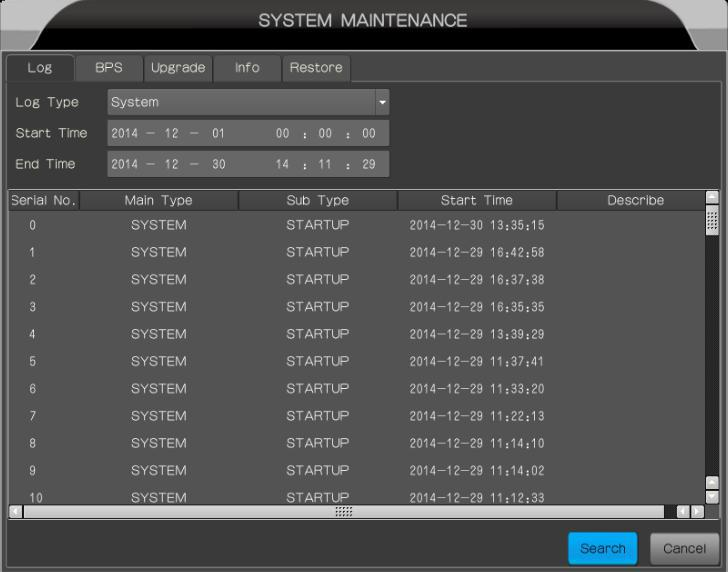 SYSTEM MAINTENANCE
Log BPS Upgrade Info Restore
Log Type System
Start Time 2014 - 12 - 01 00 : 00 : 00
End Time 2014 - 12 - 30 14 : 11 : 29
Serial No. Main Type Sub Type Start Time Describe
0 SYSTEM STARTUP 2014-12-30 13:35:15
1 SYSTEM STARTUP 2014-12-29 16:42:58
2 SYSTEM STARTUP 2014-12-29 16:37:38
3 SYSTEM STARTUP 2014-12-29 16:35:35
4 SYSTEM STARTUP 2014-12-29 13:39:29
5 SYSTEM STARTUP 2014-12-29 11:37:41
6 SYSTEM STARTUP 2014-12-29 11:33:20
7 SYSTEM STARTUP 2014-12-29 11:22:13
8 SYSTEM STARTUP 2014-12-29 11:14:10
9 SYSTEM STARTUP 2014-12-29 11:14:02
10 SYSTEM STARTUP 2014-12-29 11:12:33
Search Cancel